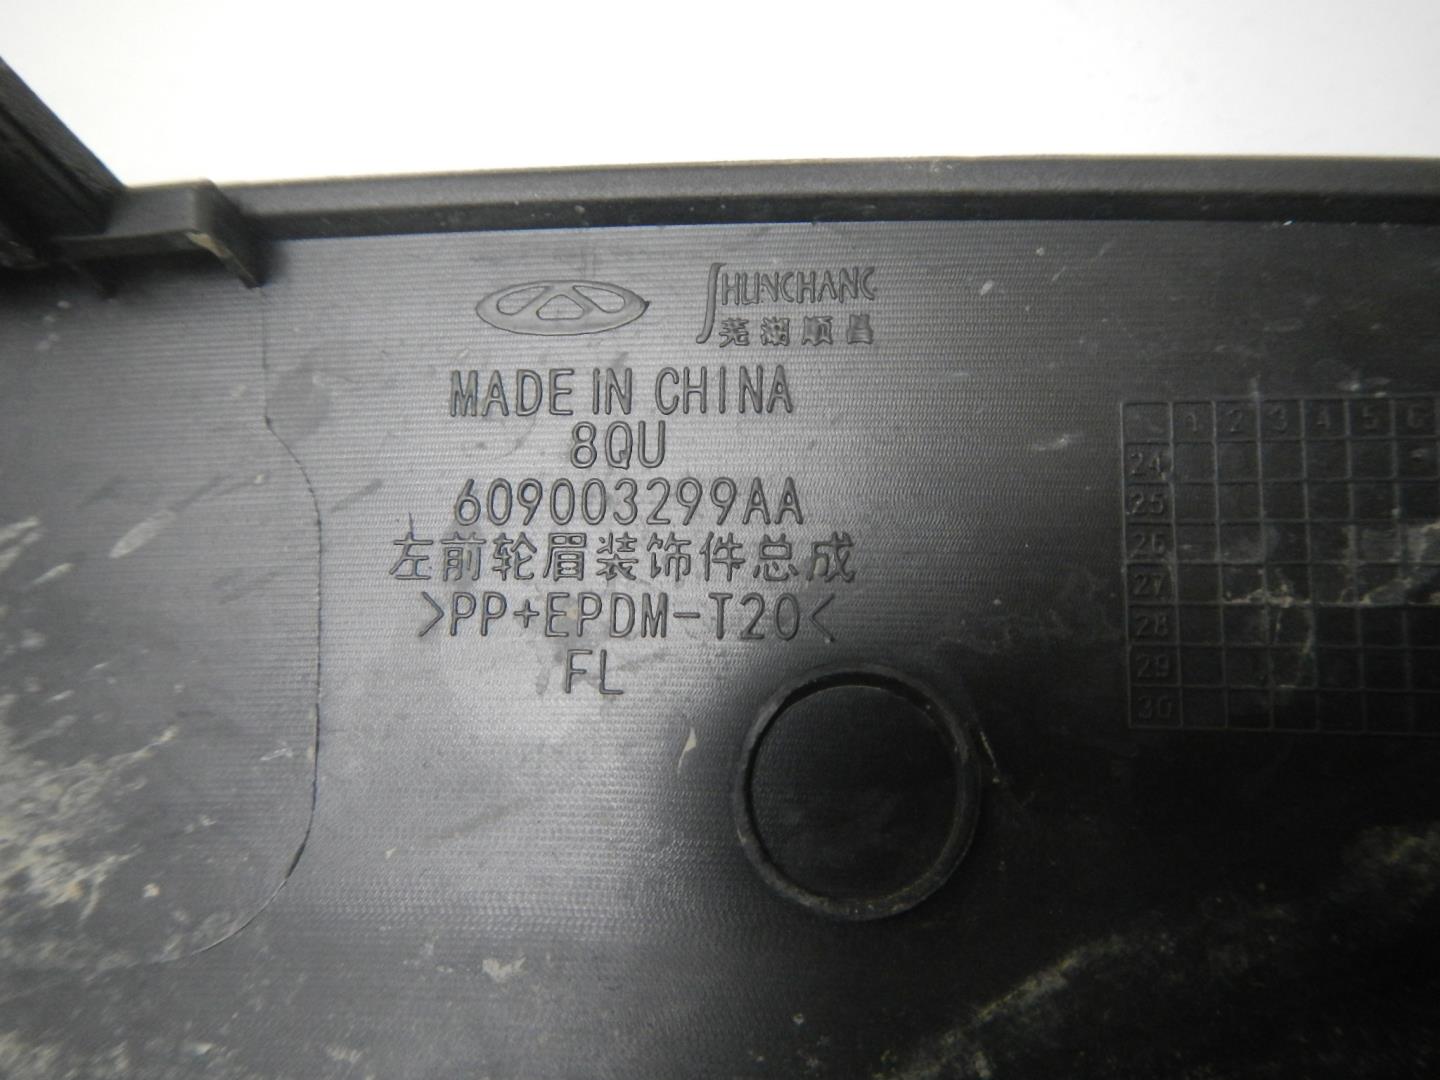 SHUNCHANG
芜湖顺昌
MADE IN CHINA
8QU
609003299AA
左前轮眉装饰件总成
>PP+EPDM-T20<
FL
1 2 3 4 5 6
24
25
26
27
28
29
30